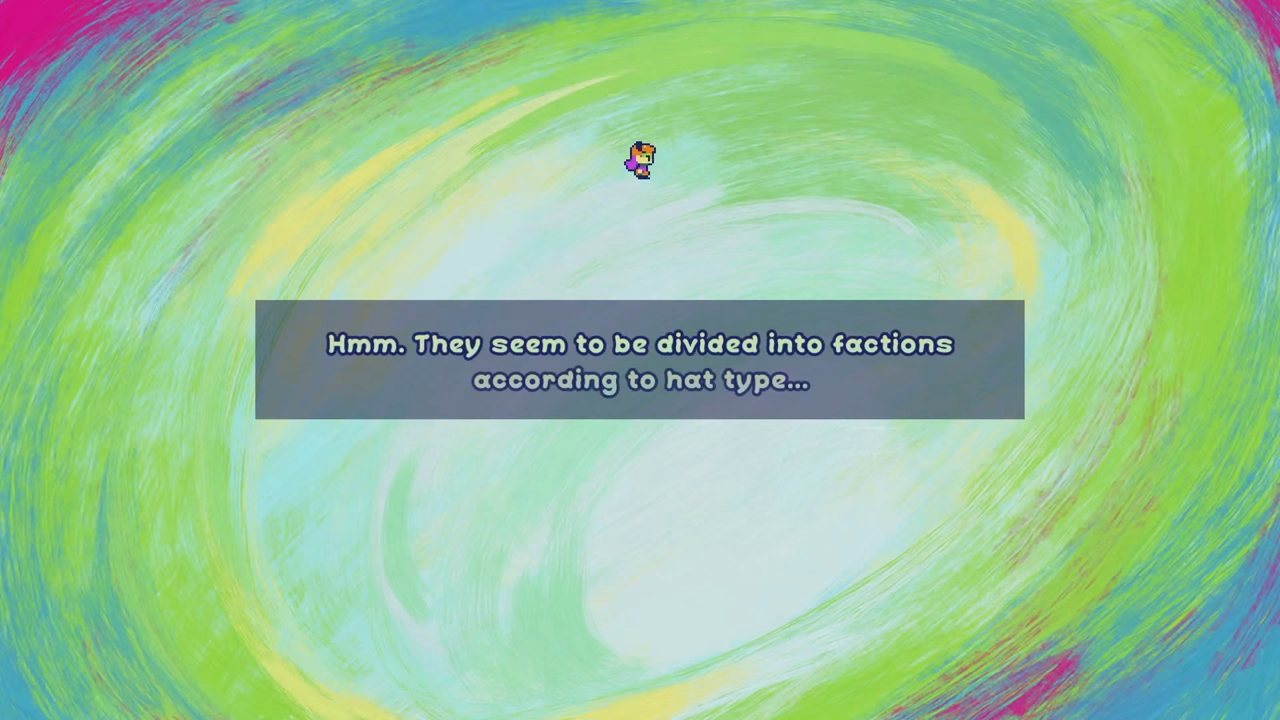 Hmm. They seem to be divided into factions
according to hat type...